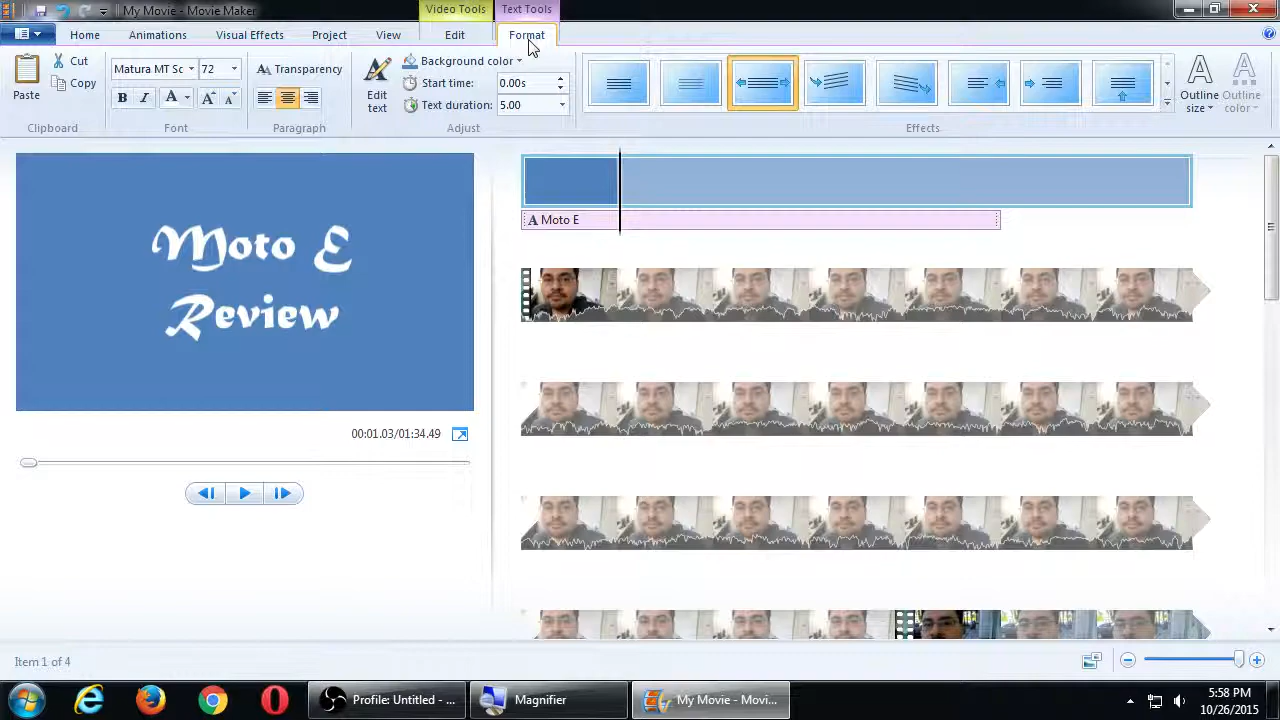 My Movie - Movie Maker
Video Tools
Text Tools
Home
Animations
Visual Effects
Project
View
Edit
Format
Paste
Cut
Copy
Clipboard
Matura MT Sc
72
B I A A A
Font
Transparency
Paragraph
Edit text
Background color
Start time: 0.00s
Text duration: 5.00
Adjust
Effects
Outline size
Outline color
Moto E
Review
A Moto E
00:01.03/01:34.49
Item 1 of 4
Profile: Untitled - ...
Magnifier
My Movie - Movi...
5:58 PM
10/26/2015